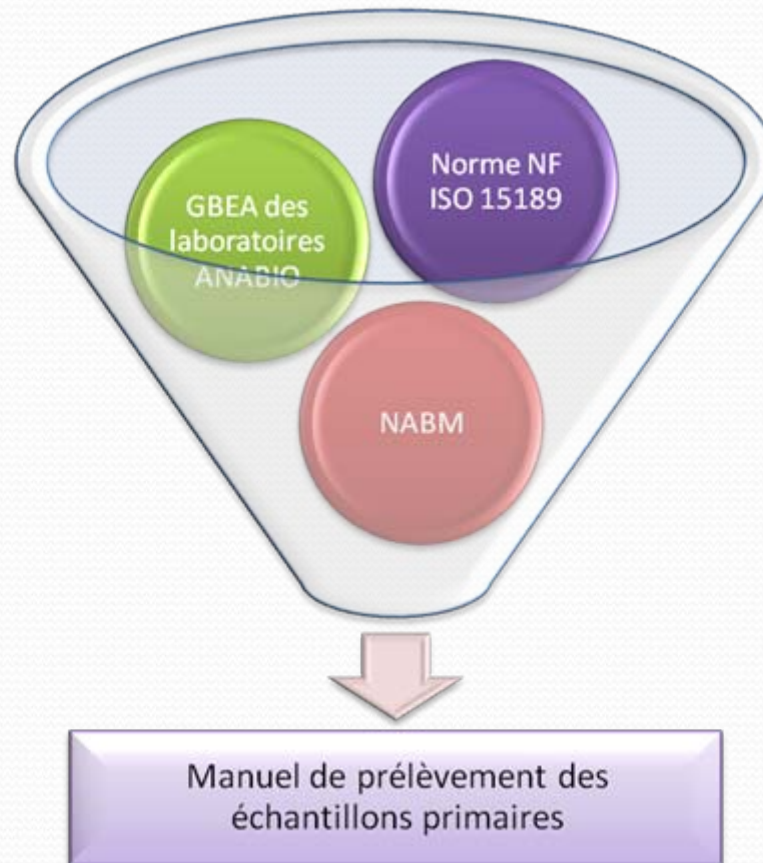 GBEA des
laboratoires
ANABIO
Norme NF
ISO 15189
NABM
Manuel de prélèvement des
échantillons primaires